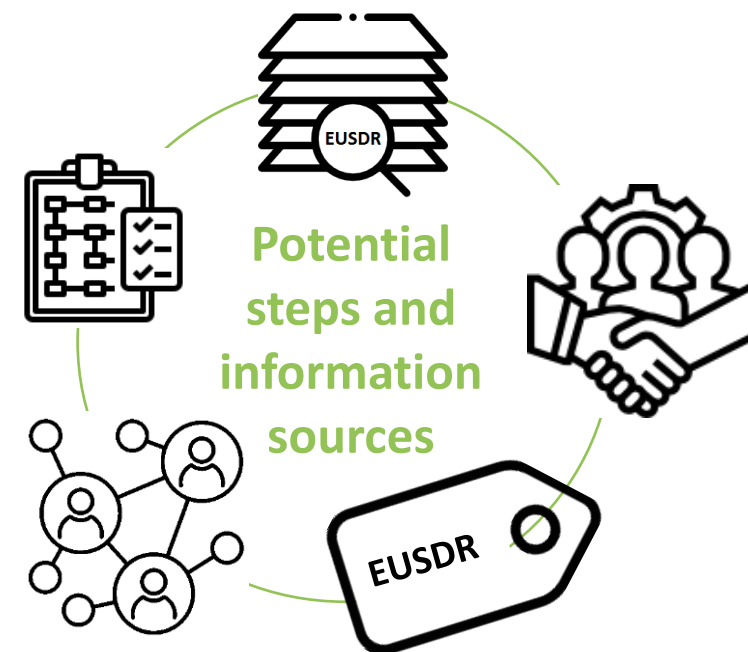 EUSDR
Potential
steps and
information
sources
EUSDR